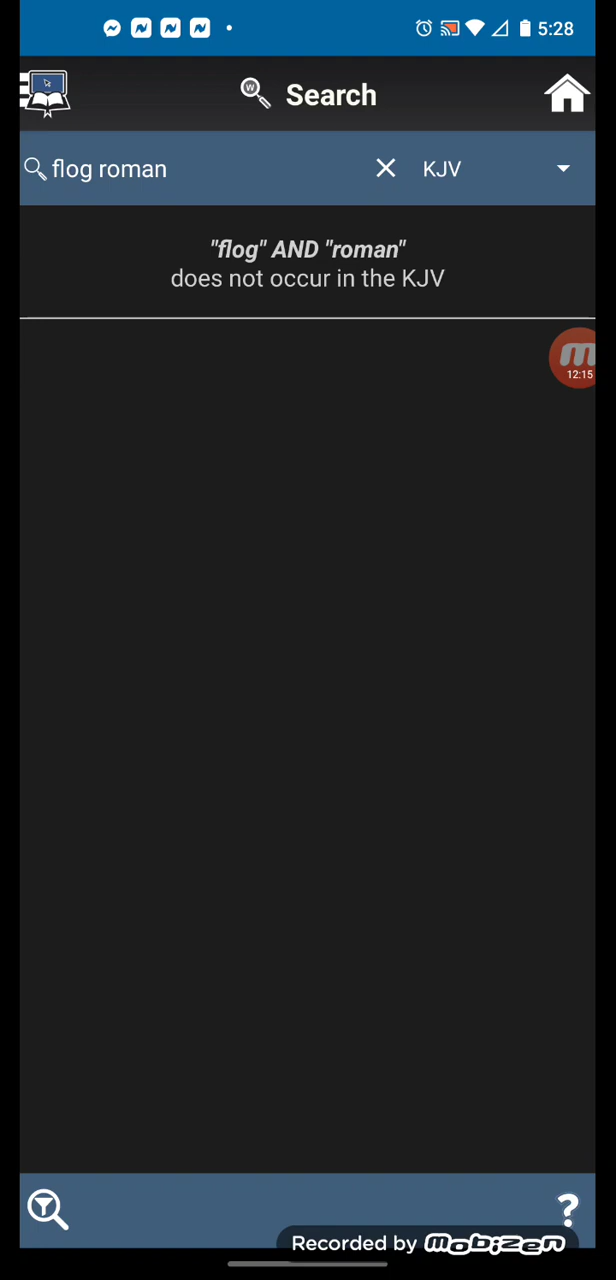 5:28
W
Search
flog roman
KJV
"flog" AND "roman"
does not occur in the KJV
m
12:15
?
Recorded by mobizen